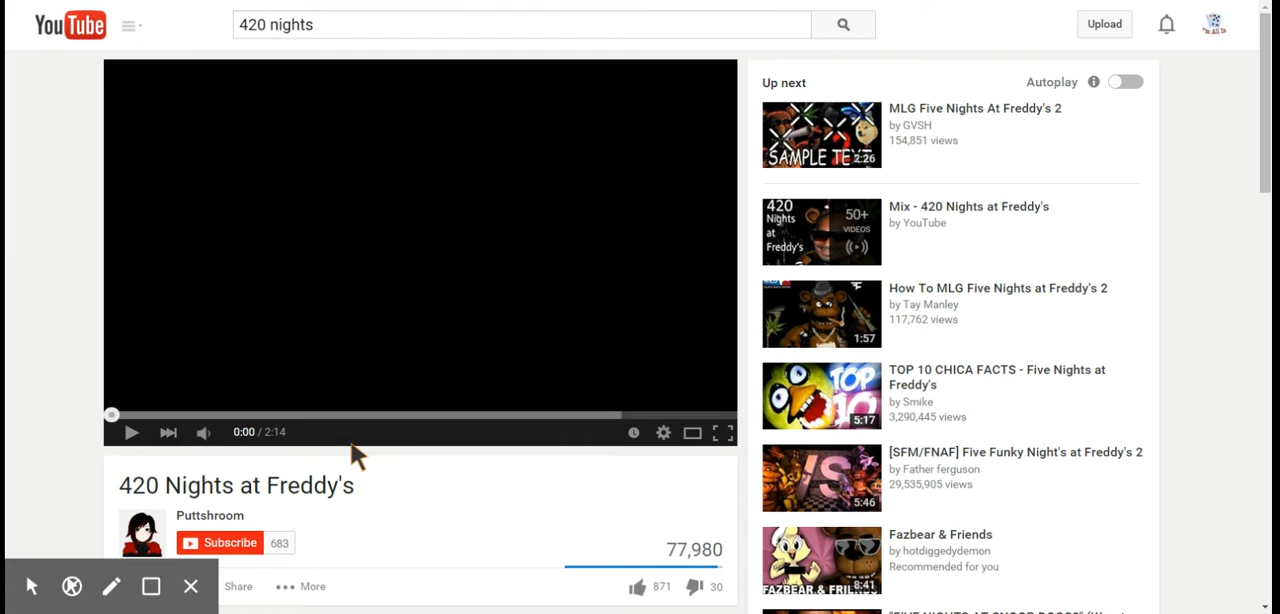 YouTube
420 nights
Upload
Up next
Autoplay
MLG Five Nights At Freddy's 2
by GVSH
154,851 views
SAMPLE TEXT
2:26
420
Nights
at
Freddy's
50+
VIDEOS
Mix - 420 Nights at Freddy's
by YouTube
How To MLG Five Nights at Freddy's 2
by Tay Manley
117,762 views
1:57
TOP 10 CHICA FACTS - Five Nights at
Freddy's
by Smike
3,290,445 views
TOP
10
5:17
0:00 / 2:14
[SFM/FNAF] Five Funky Night's at Freddy's 2
by Father ferguson
29,535,905 views
VS
5:46
420 Nights at Freddy's
Puttshroom
Subscribe 683
77,980
Share
More
871
30
Fazbear & Friends
by hotdiggedydemon
Recommended for you
8:41